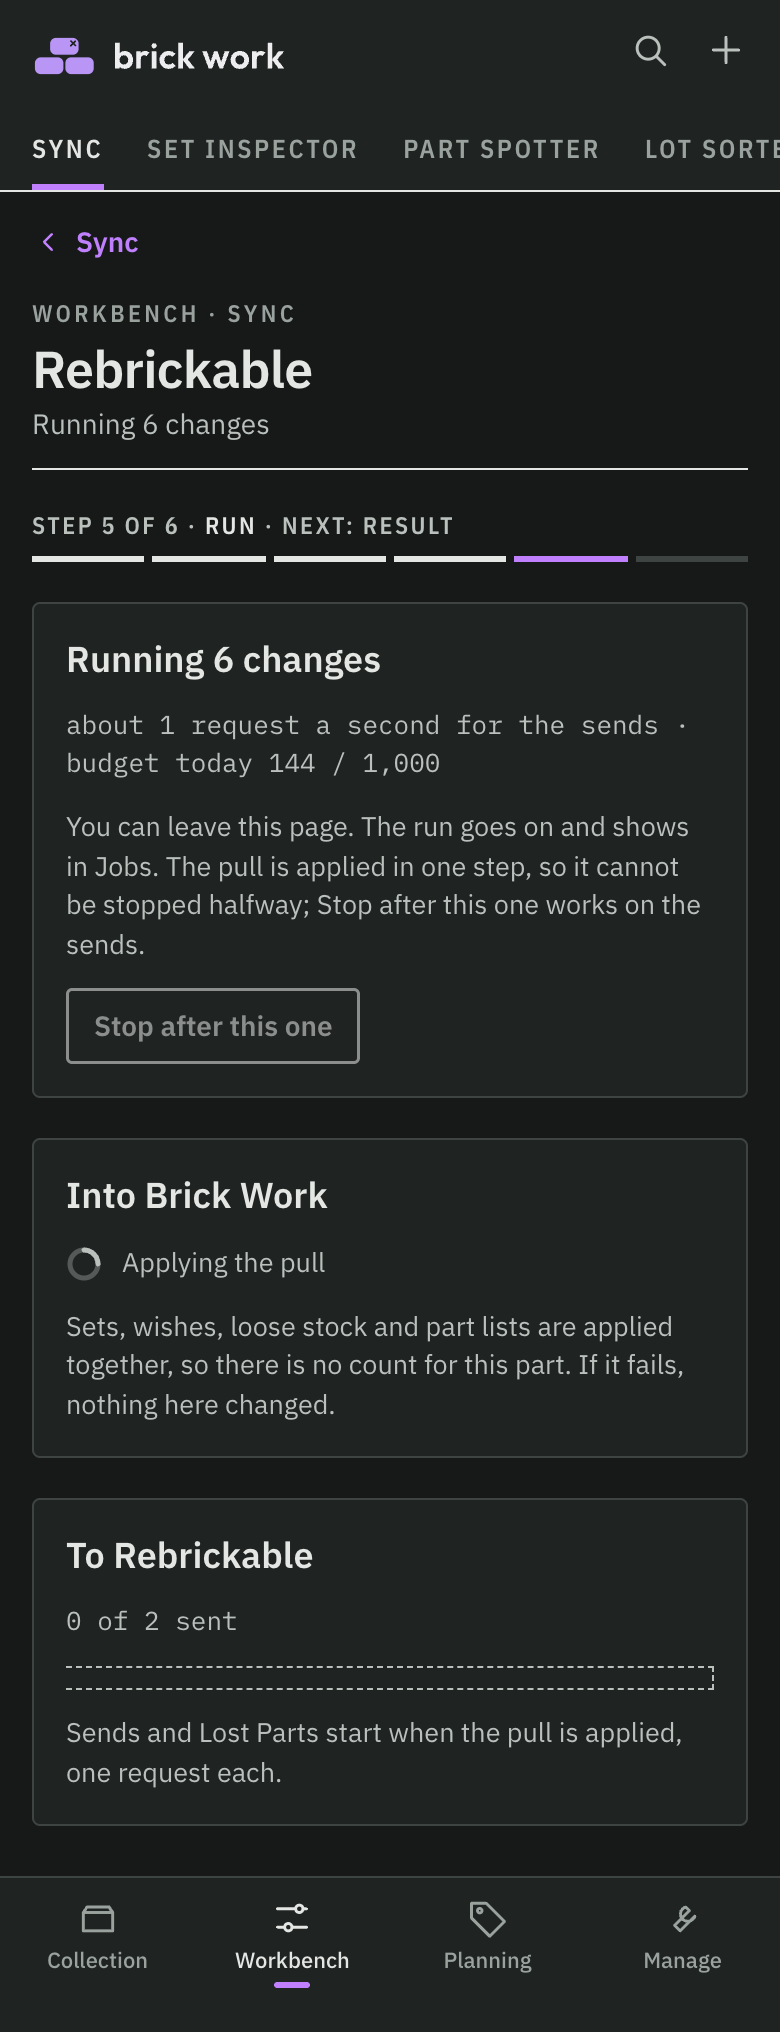 brick work
SYNC SET INSPECTOR PART SPOTTER LOT SORTE
Sync
WORKBENCH · SYNC
Rebrickable
Running 6 changes
STEP 5 OF 6 · RUN · NEXT: RESULT
Running 6 changes
about 1 request a second for the sends ·
budget today 144 / 1,000
You can leave this page. The run goes on and shows
in Jobs. The pull is applied in one step, so it cannot
be stopped halfway; Stop after this one works on the
sends.
Stop after this one
Into Brick Work
Applying the pull
Sets, wishes, loose stock and part lists are applied
together, so there is no count for this part. If it fails,
nothing here changed.
To Rebrickable
0 of 2 sent
Sends and Lost Parts start when the pull is applied,
one request each.
Collection Workbench Planning Manage